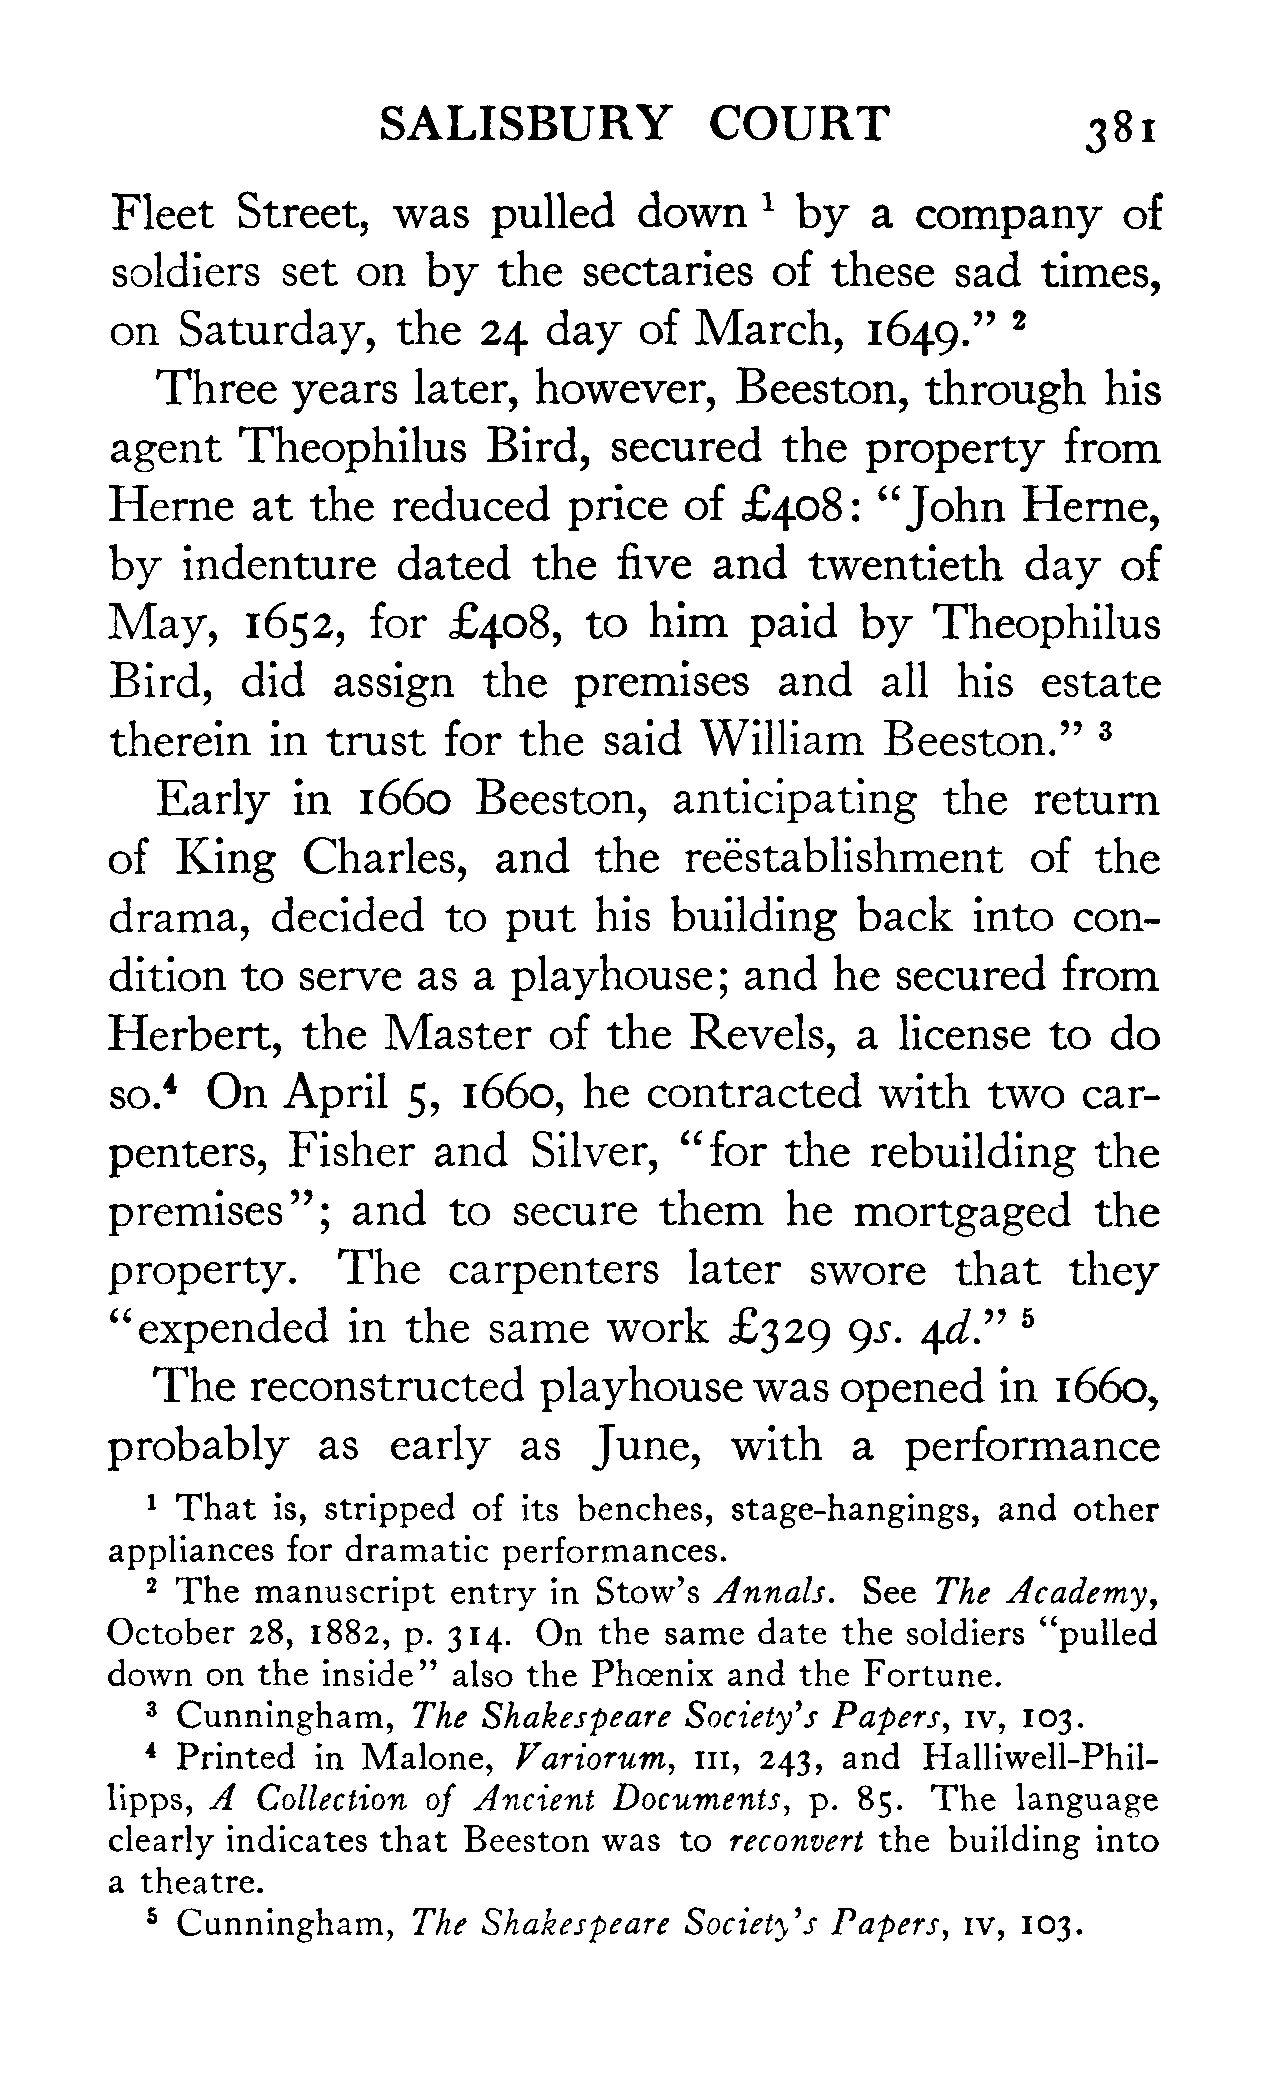 SALISBURY COURT 381
Fleet Street, was pulled down ¹ by a company of
soldiers set on by the sectaries of these sad times,
on Saturday, the 24 day of March, 1649.” ²
Three years later, however, Beeston, through his
agent Theophilus Bird, secured the property from
Herne at the reduced price of £408: “John Herne,
by indenture dated the five and twentieth day of
May, 1652, for £408, to him paid by Theophilus
Bird, did assign the premises and all his estate
therein in trust for the said William Beeston.” ³
Early in 1660 Beeston, anticipating the return
of King Charles, and the reëstablishment of the
drama, decided to put his building back into con-
dition to serve as a playhouse; and he secured from
Herbert, the Master of the Revels, a license to do
so.⁴ On April 5, 1660, he contracted with two car-
penters, Fisher and Silver, “for the rebuilding the
premises”; and to secure them he mortgaged the
property. The carpenters later swore that they
“expended in the same work £329 9s. 4d.” ⁵
The reconstructed playhouse was opened in 1660,
probably as early as June, with a performance
¹ That is, stripped of its benches, stage-hangings, and other
appliances for dramatic performances.
² The manuscript entry in Stow’s Annals. See The Academy,
October 28, 1882, p. 314. On the same date the soldiers “pulled
down on the inside” also the Phœnix and the Fortune.
³ Cunningham, The Shakespeare Society’s Papers, IV, 103.
⁴ Printed in Malone, Variorum, III, 243, and Halliwell-Phil-
lipps, A Collection of Ancient Documents, p. 85. The language
clearly indicates that Beeston was to reconvert the building into
a theatre.
⁵ Cunningham, The Shakespeare Society’s Papers, IV, 103.